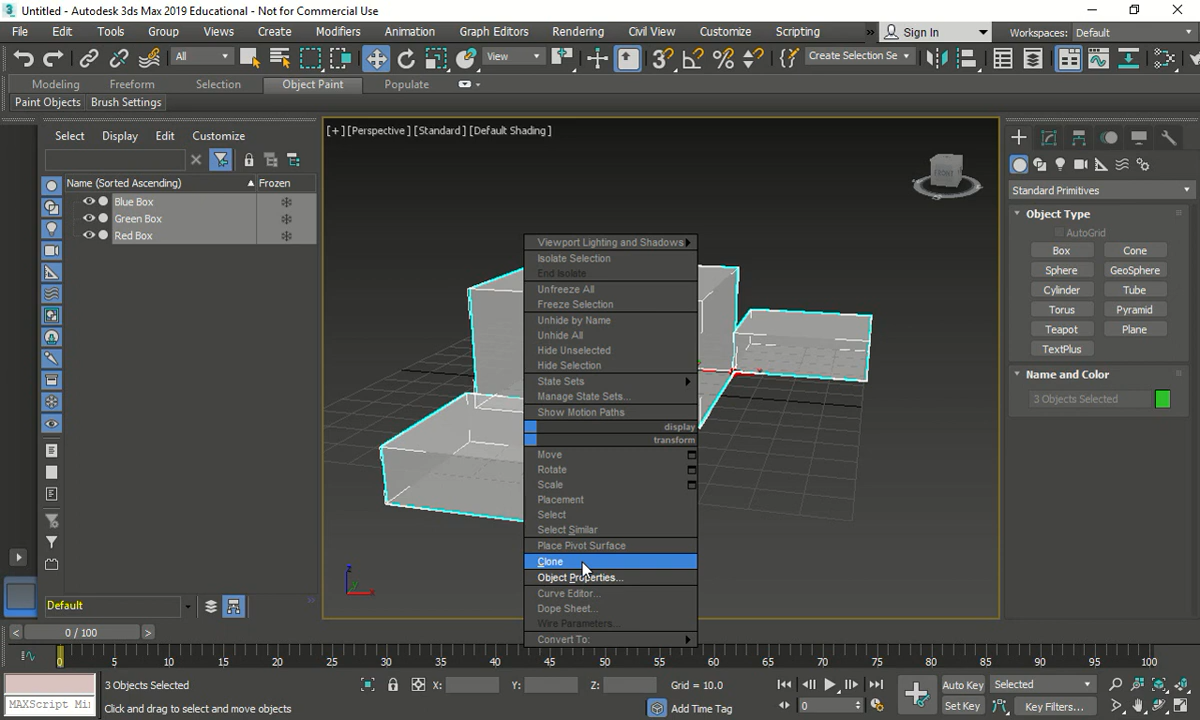 Untitled - Autodesk 3ds Max 2019 Educational - Not for Commercial Use
File Edit Tools Group Views Create Modifiers Animation Graph Editors Rendering Civil View Customize Scripting » Sign In Workspaces: Default
All View Create Selection Se
Modeling Freeform Selection Object Paint Populate
Paint Objects Brush Settings
Select Display Edit Customize
[+] [Perspective] [Standard] [Default Shading]
Name (Sorted Ascending) Frozen
Blue Box
Green Box
Red Box
FRONT
Viewport Lighting and Shadows
Isolate Selection
End Isolate
Unfreeze All
Freeze Selection
Unhide by Name
Unhide All
Hide Unselected
Hide Selection
State Sets
Manage State Sets...
Show Motion Paths
display
transform
Move
Rotate
Scale
Placement
Select
Select Similar
Place Pivot Surface
Clone
Object Properties...
Curve Editor...
Dope Sheet...
Wire Parameters...
Convert To:
Standard Primitives
Object Type
AutoGrid
Box Cone
Sphere GeoSphere
Cylinder Tube
Torus Pyramid
Teapot Plane
TextPlus
Name and Color
3 Objects Selected
z
x
Default
< 0 / 100 >
0 5 10 15 20 25 30 35 40 45 50 55 60 65 70 75 80 85 90 95 100
3 Objects Selected X: Y: Z: Grid = 10.0 Auto Key Selected
MAXScript Mi Click and drag to select and move objects Add Time Tag 0 Set Key Key Filters...